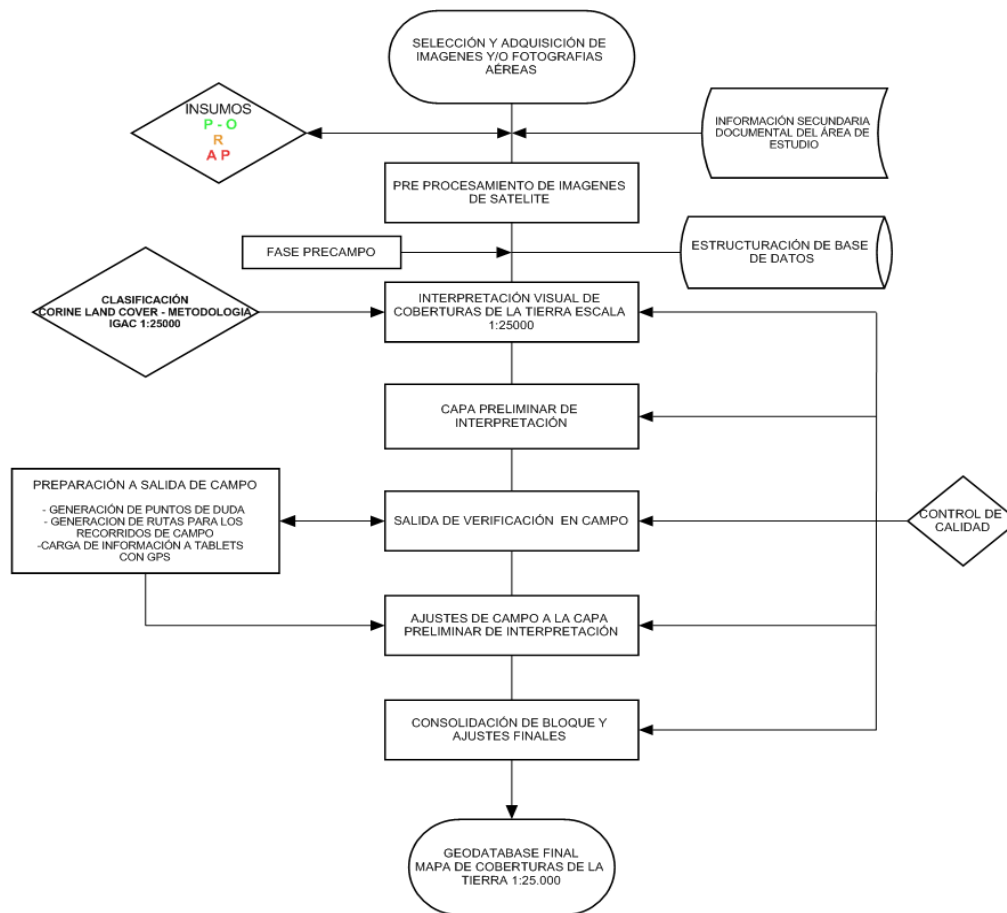 SELECCIÓN Y ADQUISICIÓN DE
IMAGENES Y/O FOTOGRAFIAS
AÉREAS
INSUMOS
P - O
R
A P
INFORMACIÓN SECUNDARIA
DOCUMENTAL DEL ÁREA DE
ESTUDIO
PRE PROCESAMIENTO DE IMAGENES
DE SATELITE
FASE PRECAMPO
ESTRUCTURACIÓN DE BASE
DE DATOS
CLASIFICACIÓN
CORINE LAND COVER - METODOLOGIA
IGAC 1:25000
INTERPRETACIÓN VISUAL DE
COBERTURAS DE LA TIERRA ESCALA
1:25000
CAPA PRELIMINAR DE
INTERPRETACIÓN
PREPARACIÓN A SALIDA DE CAMPO
- GENERACIÓN DE PUNTOS DE DUDA
- GENERACION DE RUTAS PARA LOS
RECORRIDOS DE CAMPO
-CARGA DE INFORMACIÓN A TABLETS
CON GPS
SALIDA DE VERIFICACIÓN EN CAMPO
CONTROL DE
CALIDAD
AJUSTES DE CAMPO A LA CAPA
PRELIMINAR DE INTERPRETACIÓN
CONSOLIDACIÓN DE BLOQUE Y
AJUSTES FINALES
GEODATABASE FINAL
MAPA DE COBERTURAS DE LA
TIERRA 1:25.000